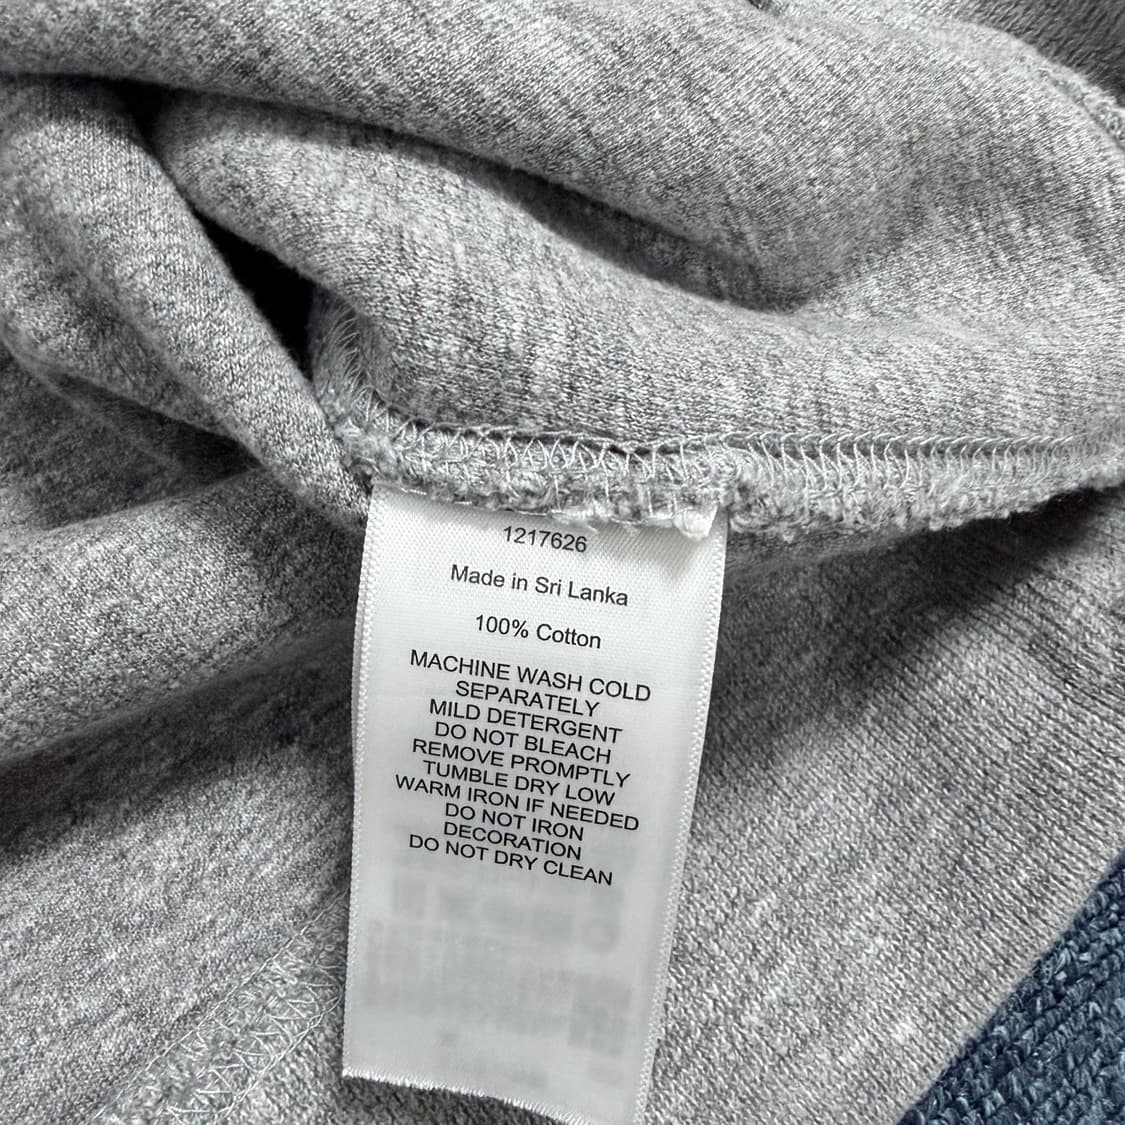 1217626
Made in Sri Lanka
100% Cotton
MACHINE WASH COLD
SEPARATELY
MILD DETERGENT
DO NOT BLEACH
REMOVE PROMPTLY
TUMBLE DRY LOW
WARM IRON IF NEEDED
DO NOT IRON
DECORATION
DO NOT DRY CLEAN